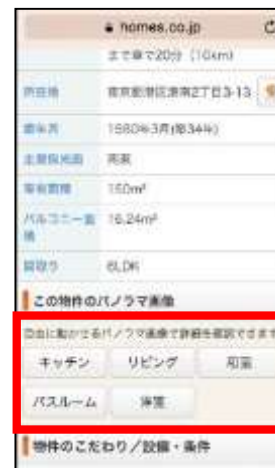 homes.co.jp
まで車で20分 (10km)
所在地
東京都港区港南2丁目3-13
築年月
1980年3月(築34年)
主要採光面
南東
専有面積
150m²
バルコニー面積
16.24m²
間取り
6LDK
この物件のパノラマ画像
自由に動かせるパノラマ画像で詳細を確認できます
キッチン
リビング
和室
バスルーム
洋室
物件のこだわり／設備・条件